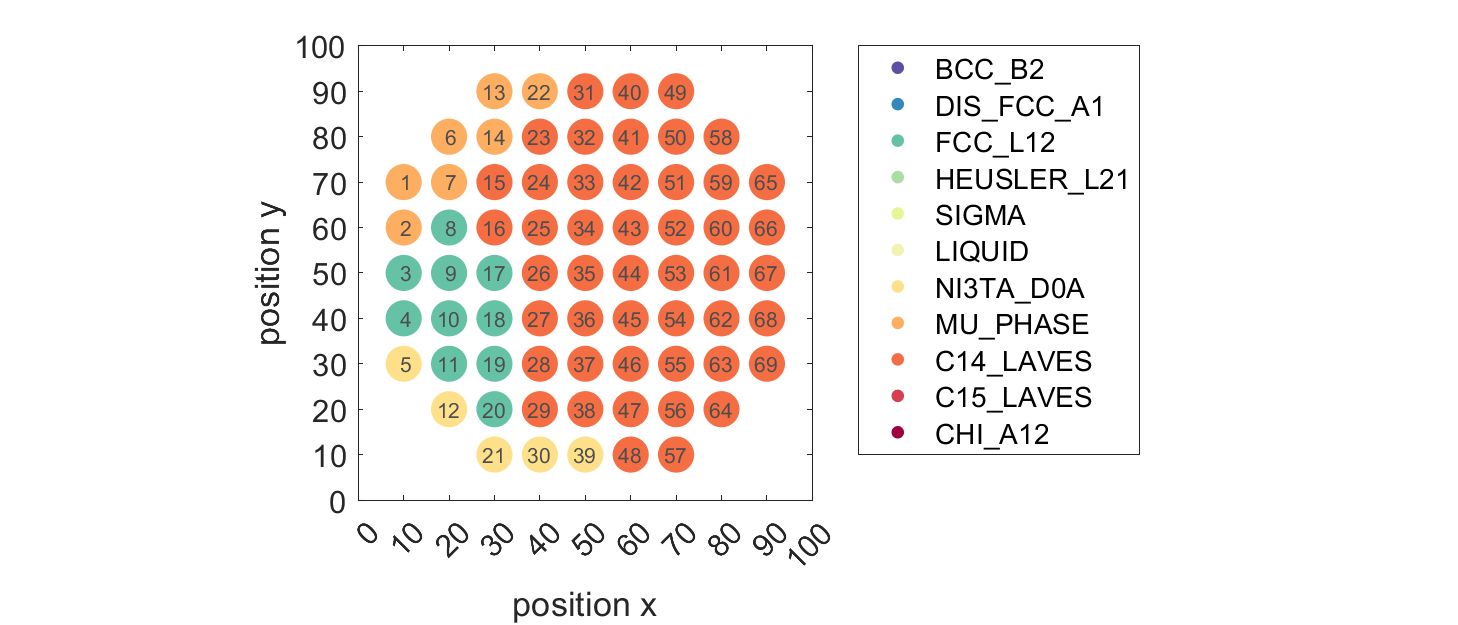 100
90
80
70
60
50
40
30
20
10
0
position y
13 22 31 40 49
6 14 23 32 41 50 58
1 7 15 24 33 42 51 59 65
2 8 16 25 34 43 52 60 66
3 9 17 26 35 44 53 61 67
4 10 18 27 36 45 54 62 68
5 11 19 28 37 46 55 63 69
12 20 29 38 47 56 64
21 30 39 48 57
0 10 20 30 40 50 60 70 80 90 100
position x
BCC_B2
DIS_FCC_A1
FCC_L12
HEUSLER_L21
SIGMA
LIQUID
NI3TA_D0A
MU_PHASE
C14_LAVES
C15_LAVES
CHI_A12